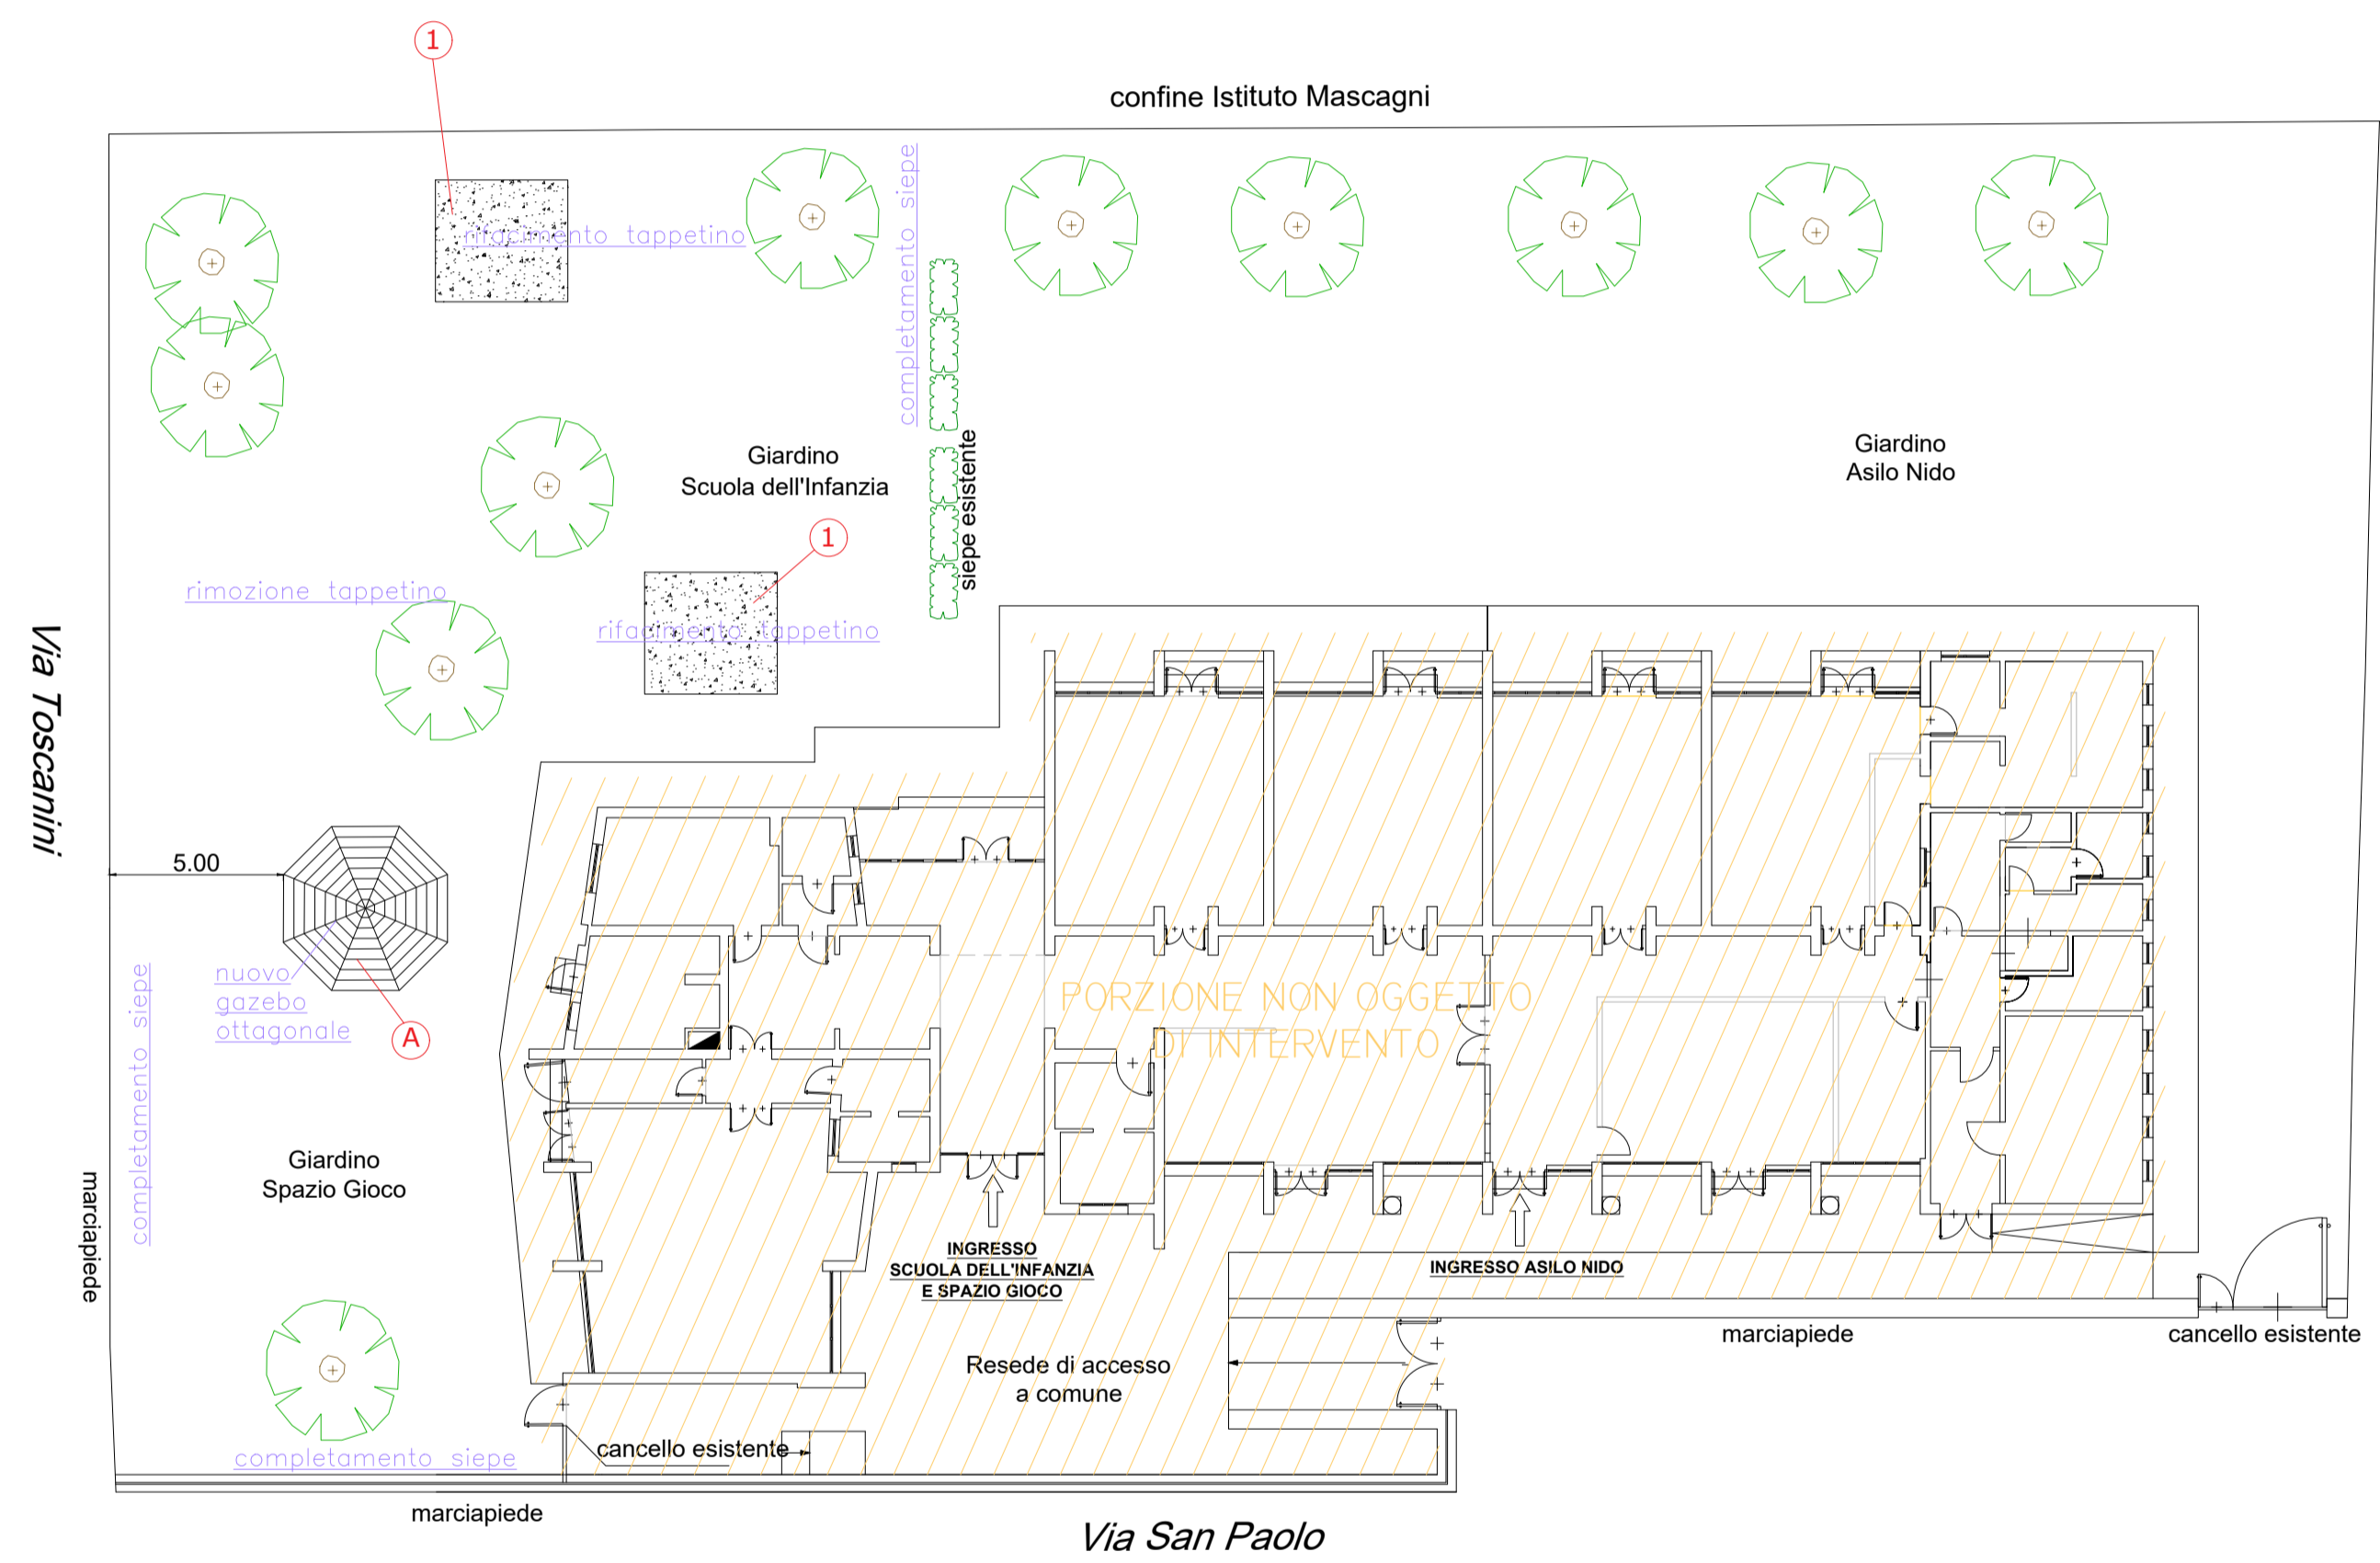 1
confine Istituto Mascagni
rifacimento tappetino
completamento siepe
Giardino
Scuola dell'Infanzia
siepe esistente
Giardino
Asilo Nido
1
rimozione tappetino
rifacimento tappetino
Via Toscanini
5.00
nuovo
gazebo
ottagonale
A
completamento siepe
PORZIONE NON OGGETTO
DI INTERVENTO
Giardino
Spazio Gioco
marciapiede
INGRESSO
SCUOLA DELL'INFANZIA
E SPAZIO GIOCO
INGRESSO ASILO NIDO
marciapiede
cancello esistente
Resede di accesso
a comune
cancello esistente
completamento siepe
marciapiede
Via San Paolo